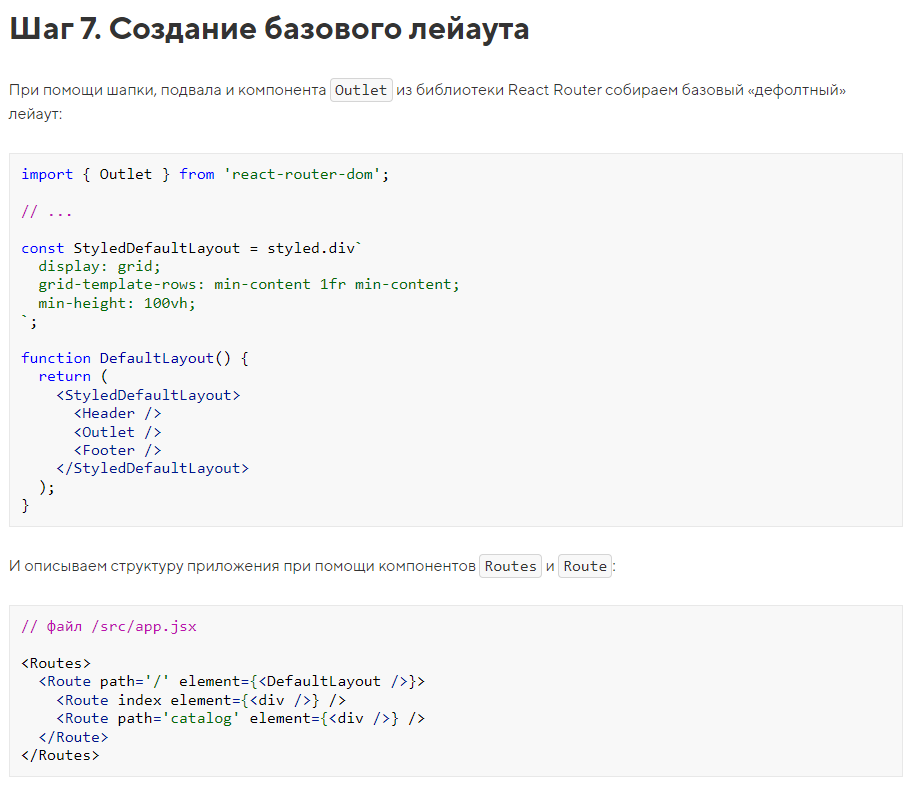 Шаг 7. Создание базового лейаута
При помощи шапки, подвала и компонента Outlet из библиотеки React Router собираем базовый «дефолтный»
лейаут:
import { Outlet } from 'react-router-dom';
// ...
const StyledDefaultLayout = styled.div`
  display: grid;
  grid-template-rows: min-content 1fr min-content;
  min-height: 100vh;
`;
function DefaultLayout() {
  return (
    <StyledDefaultLayout>
      <Header />
      <Outlet />
      <Footer />
    </StyledDefaultLayout>
  );
}
И описываем структуру приложения при помощи компонентов Routes и Route:
// файл /src/app.jsx
<Routes>
  <Route path='/' element={<DefaultLayout />}>
    <Route index element={<div />} />
    <Route path='catalog' element={<div />} />
  </Route>
</Routes>